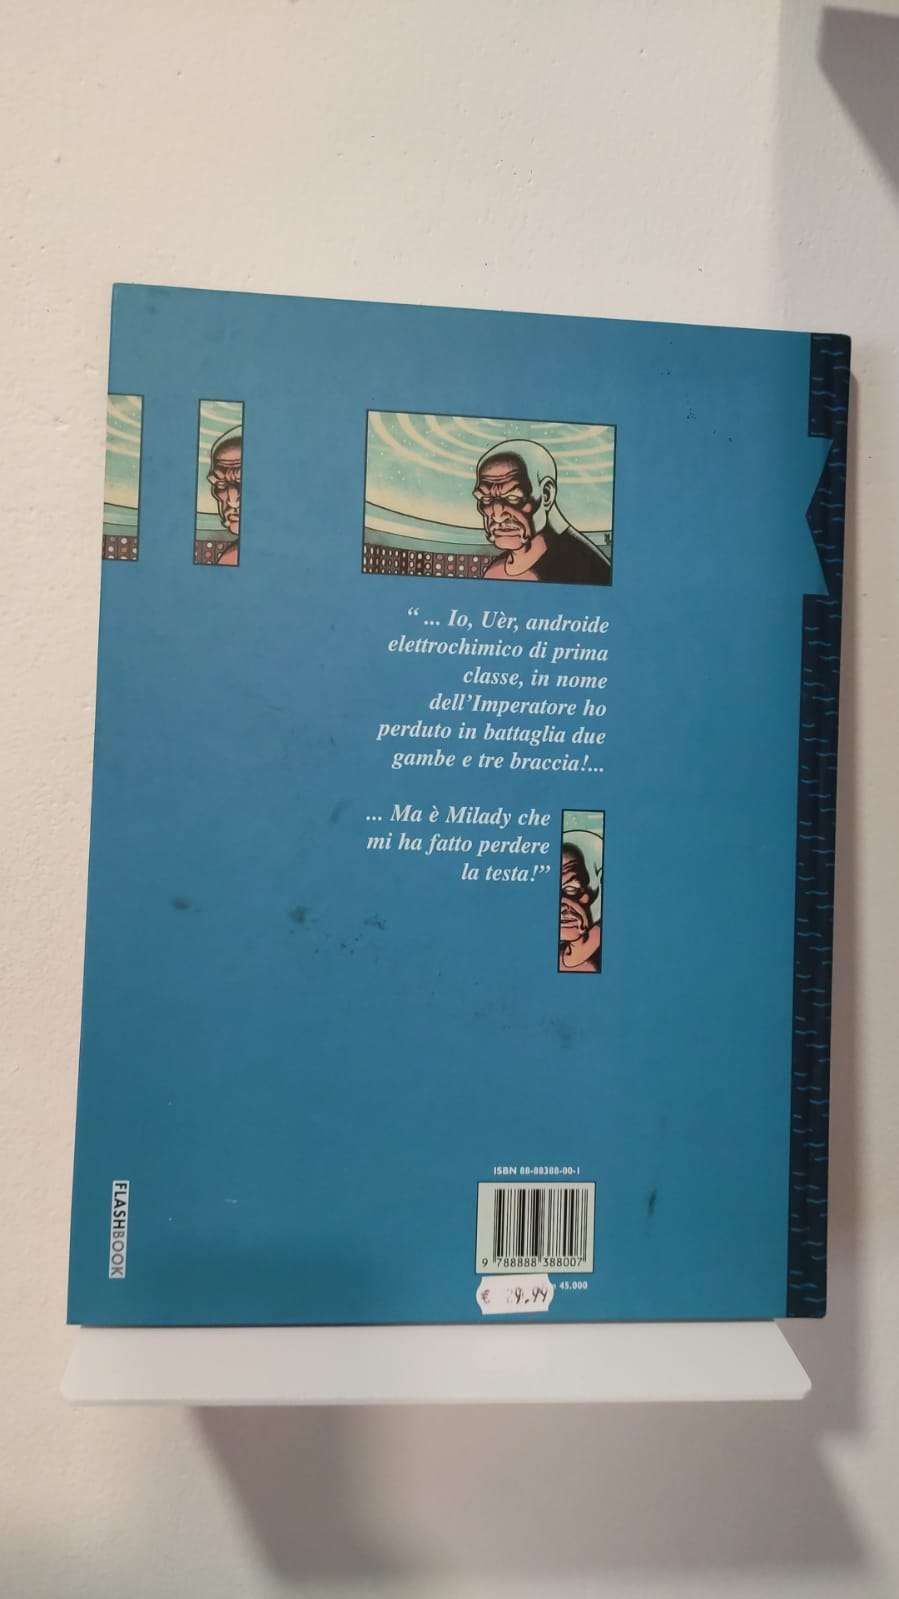 “ ... Io, Uèr, androide
elettrochimico di prima
classe, in nome
dell’Imperatore ho
perduto in battaglia due
gambe e tre braccia!...
... Ma è Milady che
mi ha fatto perdere
la testa!”
ISBN 88-88388-00-1
9 788888 388007
45.000
€
FLASHBOOK